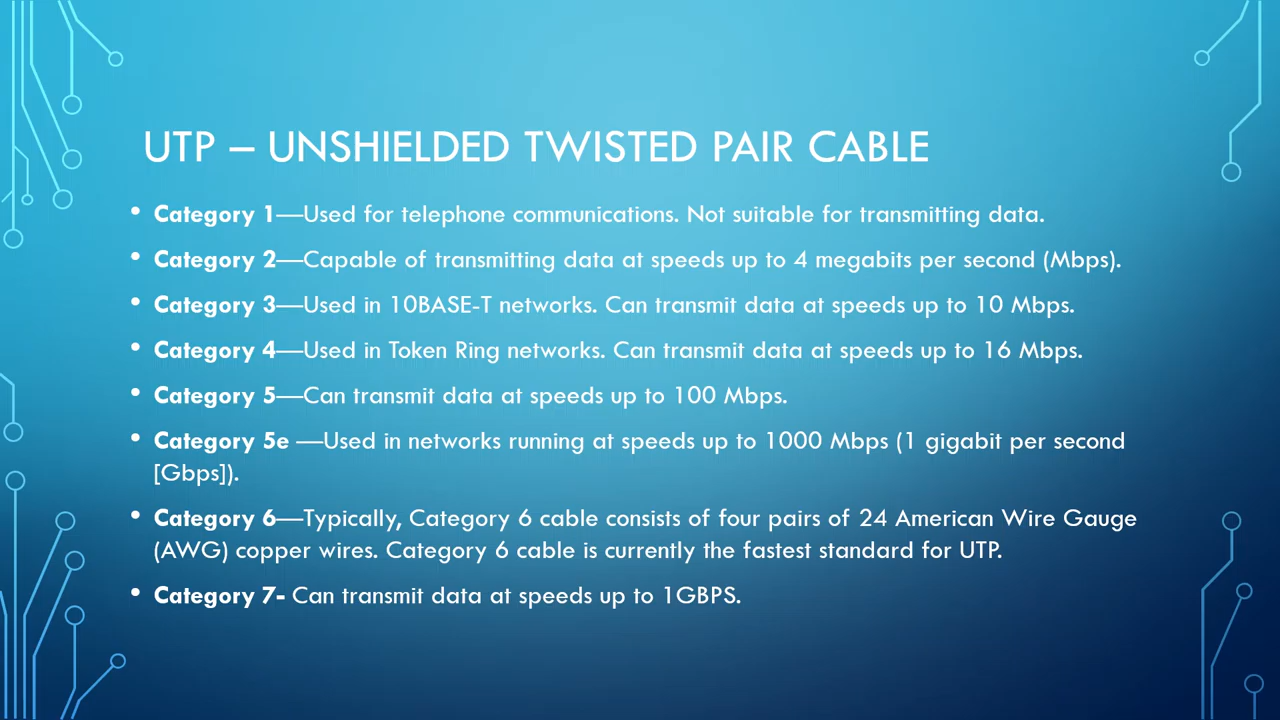 UTP – UNSHIELDED TWISTED PAIR CABLE
• Category 1—Used for telephone communications. Not suitable for transmitting data.
• Category 2—Capable of transmitting data at speeds up to 4 megabits per second (Mbps).
• Category 3—Used in 10BASE-T networks. Can transmit data at speeds up to 10 Mbps.
• Category 4—Used in Token Ring networks. Can transmit data at speeds up to 16 Mbps.
• Category 5—Can transmit data at speeds up to 100 Mbps.
• Category 5e —Used in networks running at speeds up to 1000 Mbps (1 gigabit per second
[Gbps]).
• Category 6—Typically, Category 6 cable consists of four pairs of 24 American Wire Gauge
(AWG) copper wires. Category 6 cable is currently the fastest standard for UTP.
• Category 7- Can transmit data at speeds up to 1GBPS.